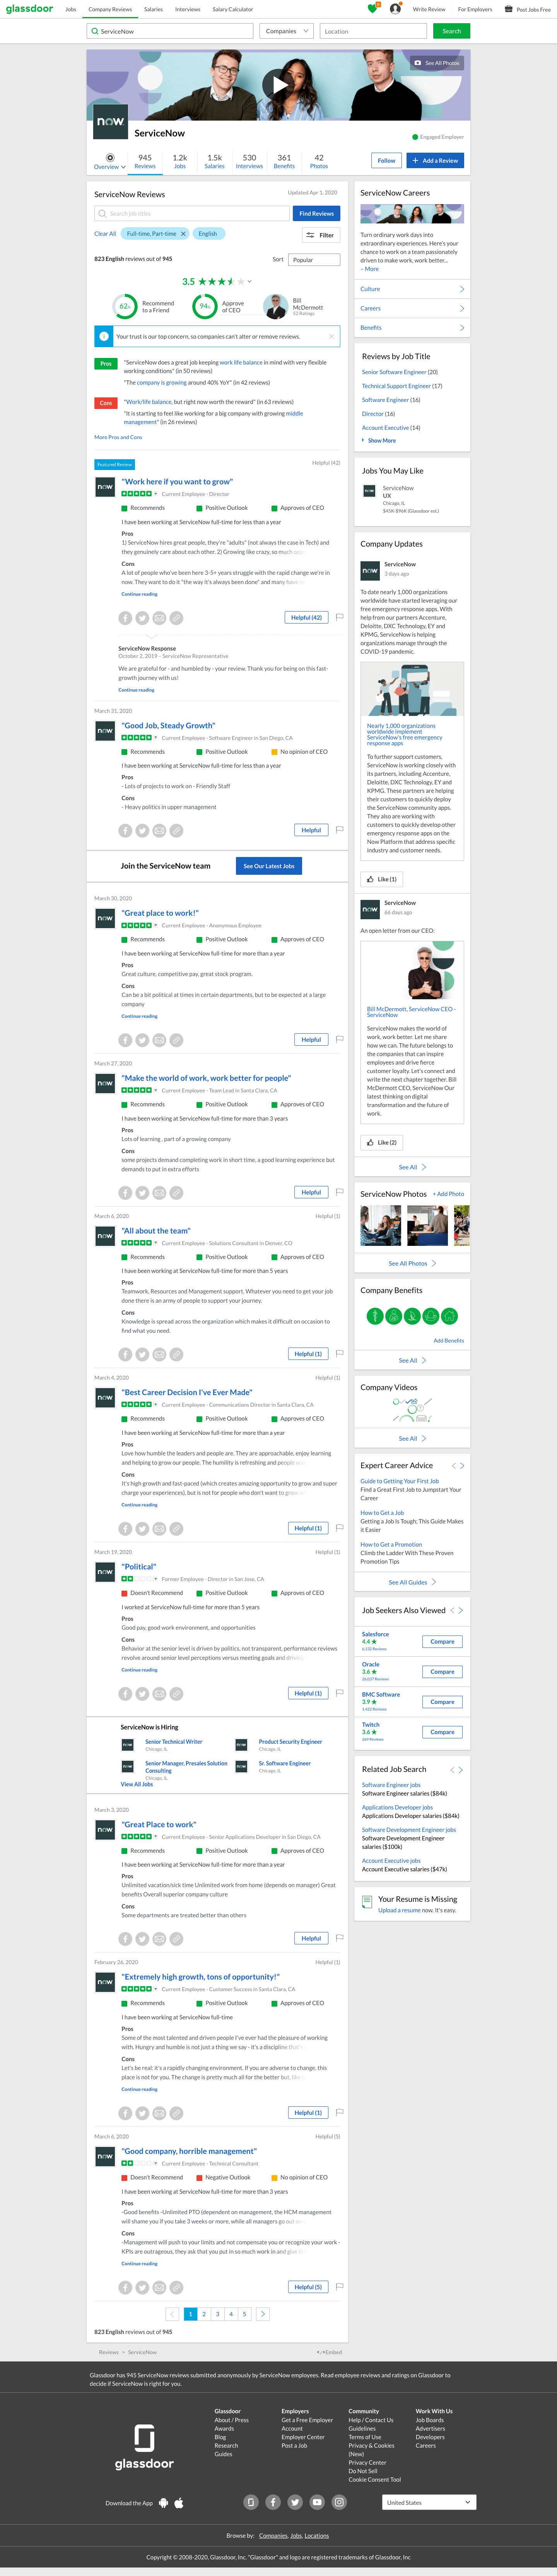 glassdoor
Jobs Company Reviews Salaries Interviews Salary Calculator Write Review For Employers Post Jobs Free
ServiceNow Companies Location Search
See All Photos
now
ServiceNow
Engaged Employer
Overview 945 Reviews 1.2k Jobs 1.5k Salaries 530 Interviews 361 Benefits 42 Photos Follow + Add a Review
ServiceNow Reviews
Updated Apr 1, 2020
Search job titles Find Reviews
Clear All Full-time, Part-time × English Filter
823 English reviews out of 945 Sort Popular
3.5 ★
62% Recommend to a Friend
94% Approve of CEO
Bill McDermott
52 Ratings
Your trust is our top concern, so companies can't alter or remove reviews.
Pros
"ServiceNow does a great job keeping work life balance in mind with very flexible
working conditions" (in 50 reviews)
"The company is growing around 40% YoY" (in 42 reviews)
Cons
"Work/life balance, but right now worth the reward" (in 63 reviews)
"It is starting to feel like working for a big company with growing middle
management" (in 26 reviews)
More Pros and Cons
Featured Review Helpful (42)
now
"Work here if you want to grow"
Current Employee - Director
Recommends Positive Outlook Approves of CEO
I have been working at ServiceNow full-time for less than a year
Pros
1) ServiceNow hires great people, they're "adults" (not always the case in Tech) and
they genuinely care about each other. 2) Growing like crazy, so much
Cons
A lot of people who've been here 3-5+ years struggle with the rapid change we're in
now. They want to do it "the way it's always been done" and many
Continue reading
Helpful (42)
ServiceNow Response
October 2, 2019 – ServiceNow Representative
We are grateful for - and humbled by - your review. Thank you for being on this fast-
growth journey with us!
Continue reading
March 31, 2020
now
"Good Job, Steady Growth"
Current Employee - Software Engineer in San Diego, CA
Recommends Positive Outlook No opinion of CEO
I have been working at ServiceNow full-time for less than a year
Pros
- Lots of projects to work on - Friendly Staff
Cons
- Heavy politics in upper management
Helpful
Join the ServiceNow team See Our Latest Jobs
March 30, 2020
now
"Great place to work!"
Current Employee - Anonymous Employee
Recommends Positive Outlook Approves of CEO
I have been working at ServiceNow full-time for less than a year
Pros
Great culture, competitive pay, great stock program.
Cons
Can be a bit political at times in certain departments, but to be expected at a large
company
Continue reading
Helpful
March 27, 2020
now
"Make the world of work, work better for people"
Current Employee - Team Lead in Santa Clara, CA
Recommends Positive Outlook Approves of CEO
I have been working at ServiceNow full-time for more than 3 years
Pros
Lots of learning , part of a growing company
Cons
some projects demand completing work in short time, a good learning experience but
demands to put in extra efforts
Helpful
March 6, 2020 Helpful (1)
now
"All about the team"
Current Employee - Solutions Consultant in Denver, CO
Recommends Positive Outlook Approves of CEO
I have been working at ServiceNow full-time for more than 5 years
Pros
Teamwork, Resources and Management support. Whatever you need to get your job
done there is an army of people to support your journey.
Cons
Knowledge is spread across the organization which makes it difficult on occasion to
find what you need.
Helpful (1)
March 4, 2020 Helpful (1)
now
"Best Career Decision I've Ever Made"
Current Employee - Communications Director in Santa Clara, CA
Recommends Positive Outlook Approves of CEO
I have been working at ServiceNow full-time for more than a year
Pros
Love how humble the leaders and people are. They are approachable, enjoy learning
and helping to grow our people. The humility is refreshing and people
Cons
It's high growth and fast-paced (which creates amazing opportunity to grow and super
charge your experiences), but is not for people who don't want to grow
Continue reading
Helpful (1)
March 19, 2020 Helpful (1)
now
"Political"
Former Employee - Director in San Jose, CA
Doesn't Recommend Positive Outlook Approves of CEO
I worked at ServiceNow full-time for more than 5 years
Pros
Good pay, good work environment, and opportunities
Cons
Behavior at the senior level is driven by politics, not transparent, performance reviews
revolve around senior level perceptions versus meeting goals and
Continue reading
Helpful (1)
ServiceNow is Hiring
now Senior Technical Writer
Chicago, IL
now Product Security Engineer
Chicago, IL
now Senior Manager, Presales Solution
Consulting
Chicago, IL
now Sr. Software Engineer
Chicago, IL
View All Jobs
March 3, 2020
now
"Great Place to work"
Current Employee - Senior Applications Developer in San Diego, CA
Recommends Positive Outlook Approves of CEO
I have been working at ServiceNow full-time for more than a year
Pros
Unlimited vacation/sick time Unlimited work from home (depends on manager) Great
benefits Overall superior company culture
Cons
Some departments are treated better than others
Helpful
February 26, 2020 Helpful (1)
now
"Extremely high growth, tons of opportunity!"
Current Employee - Customer Success in Santa Clara, CA
Recommends Positive Outlook Approves of CEO
I have been working at ServiceNow full-time
Pros
Some of the most talented and driven people I've ever had the pleasure of working
with. Hungry and humble is not just a thing we say - it's a discipline
Cons
Let's be real: it's a rapidly changing environment. If you are adverse to change, this
place is not for you. The change is pretty much all for the better but,
Continue reading
Helpful (1)
March 6, 2020 Helpful (5)
now
"Good company, horrible management"
Current Employee - Technical Consultant
Doesn't Recommend Negative Outlook No opinion of CEO
I have been working at ServiceNow full-time for more than 3 years
Pros
-Good benefits -Unlimited PTO (dependent on management, the HCM management
will shame you if you take 3 weeks or more, while all managers go
Cons
-Management will push to your limits and not compensate you or recognize your work -
KPIs are outrageous, they ask that you put in so much work in and
Continue reading
Helpful (5)
1 2 3 4 5
823 English reviews out of 945
Reviews > ServiceNow
</>Embed
ServiceNow Careers
Turn ordinary work days into
extraordinary experiences. Here's your
chance to work on a team passionately
driven to make work, work better...
– More
Culture
Careers
Benefits
Reviews by Job Title
Senior Software Engineer (20)
Technical Support Engineer (17)
Software Engineer (16)
Director (16)
Account Executive (14)
Show More
Jobs You May Like
now
ServiceNow
UX
Chicago, IL
$45K-$96K (Glassdoor est.)
Company Updates
now
ServiceNow
3 days ago
To date nearly 1,000 organizations
worldwide have started leveraging our
free emergency response apps. With
help from our partners Accenture,
Deloitte, DXC Technology, EY and
KPMG, ServiceNow is helping
organizations manage through the
COVID-19 pandemic.
Nearly 1,000 organizations
worldwide implement
ServiceNow's free emergency
response apps
To further support customers,
ServiceNow is working closely with
its partners, including Accenture,
Deloitte, DXC Technology, EY and
KPMG. These partners are helping
our customers quickly deploy the
ServiceNow community apps.
They are also working with
customers to quickly develop other
emergency response apps on the
Now Platform that address specific
industry and customer needs.
Like (1)
now
ServiceNow
66 days ago
An open letter from our CEO:
Bill McDermott, ServiceNow CEO -
ServiceNow
ServiceNow makes the world of
work, work better. Let me share
how we can, The future belongs to
the companies that can inspire
employees and drive fierce
customer loyalty. Let's connect and
write the next chapter together. Bill
McDermott CEO, ServiceNow Our
latest thinking on digital
transformation and the future of
work.
Like (2)
See All
ServiceNow Photos + Add Photo
See All Photos
Company Benefits
Add Benefits
See All
Company Videos
See All
Expert Career Advice
Guide to Getting Your First Job
Find a Great First Job to Jumpstart Your
Career
How to Get a Job
Getting a Job Is Tough; This Guide Makes
it Easier
How to Get a Promotion
Climb the Ladder With These Proven
Promotion Tips
See All Guides
Job Seekers Also Viewed
Salesforce
4.4 ★ Compare
Oracle
3.6 ★ Compare
BMC Software
3.9 ★ Compare
Twitch
3.6 ★ Compare
Related Job Search
Software Engineer jobs
Software Engineer salaries ($84k)
Applications Developer jobs
Applications Developer salaries ($84k)
Software Development Engineer jobs
Software Development Engineer
salaries ($100k)
Account Executive jobs
Account Executive salaries ($47k)
Your Resume is Missing
Upload a resume now. It's easy.
Glassdoor has 945 ServiceNow reviews submitted anonymously by ServiceNow employees. Read employee reviews and ratings on Glassdoor to
decide if ServiceNow is right for you.
glassdoor
Glassdoor
About / Press
Awards
Blog
Research
Guides
Employers
Get a Free Employer
Account
Employer Center
Post a Job
Community
Help / Contact Us
Guidelines
Terms of Use
Privacy & Cookies
(New)
Privacy Center
Do Not Sell
Cookie Consent Tool
Work With Us
Job Boards
Advertisers
Developers
Careers
Download the App
United States
Browse by: Companies, Jobs, Locations
Copyright © 2008-2020, Glassdoor, Inc. "Glassdoor" and logo are registered trademarks of Glassdoor, Inc